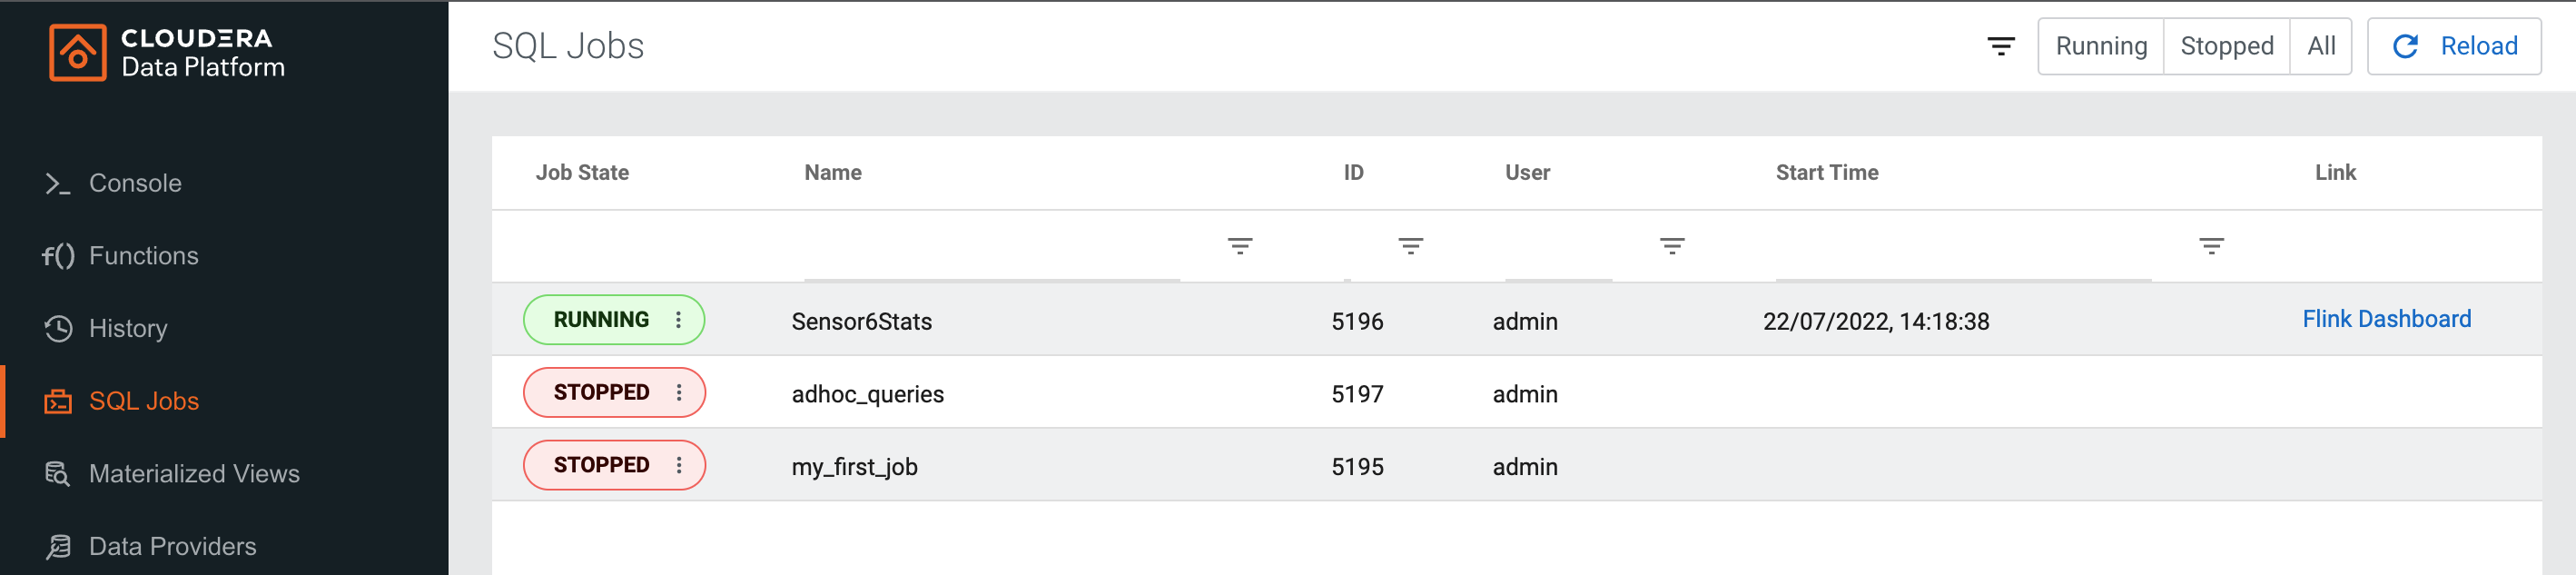 CLOUDERA
Data Platform
Console
f() Functions
History
SQL Jobs
Materialized Views
Data Providers
SQL Jobs
Running Stopped All Reload
Job State Name ID User Start Time Link
RUNNING Sensor6Stats 5196 admin 22/07/2022, 14:18:38 Flink Dashboard
STOPPED adhoc_queries 5197 admin
STOPPED my_first_job 5195 admin